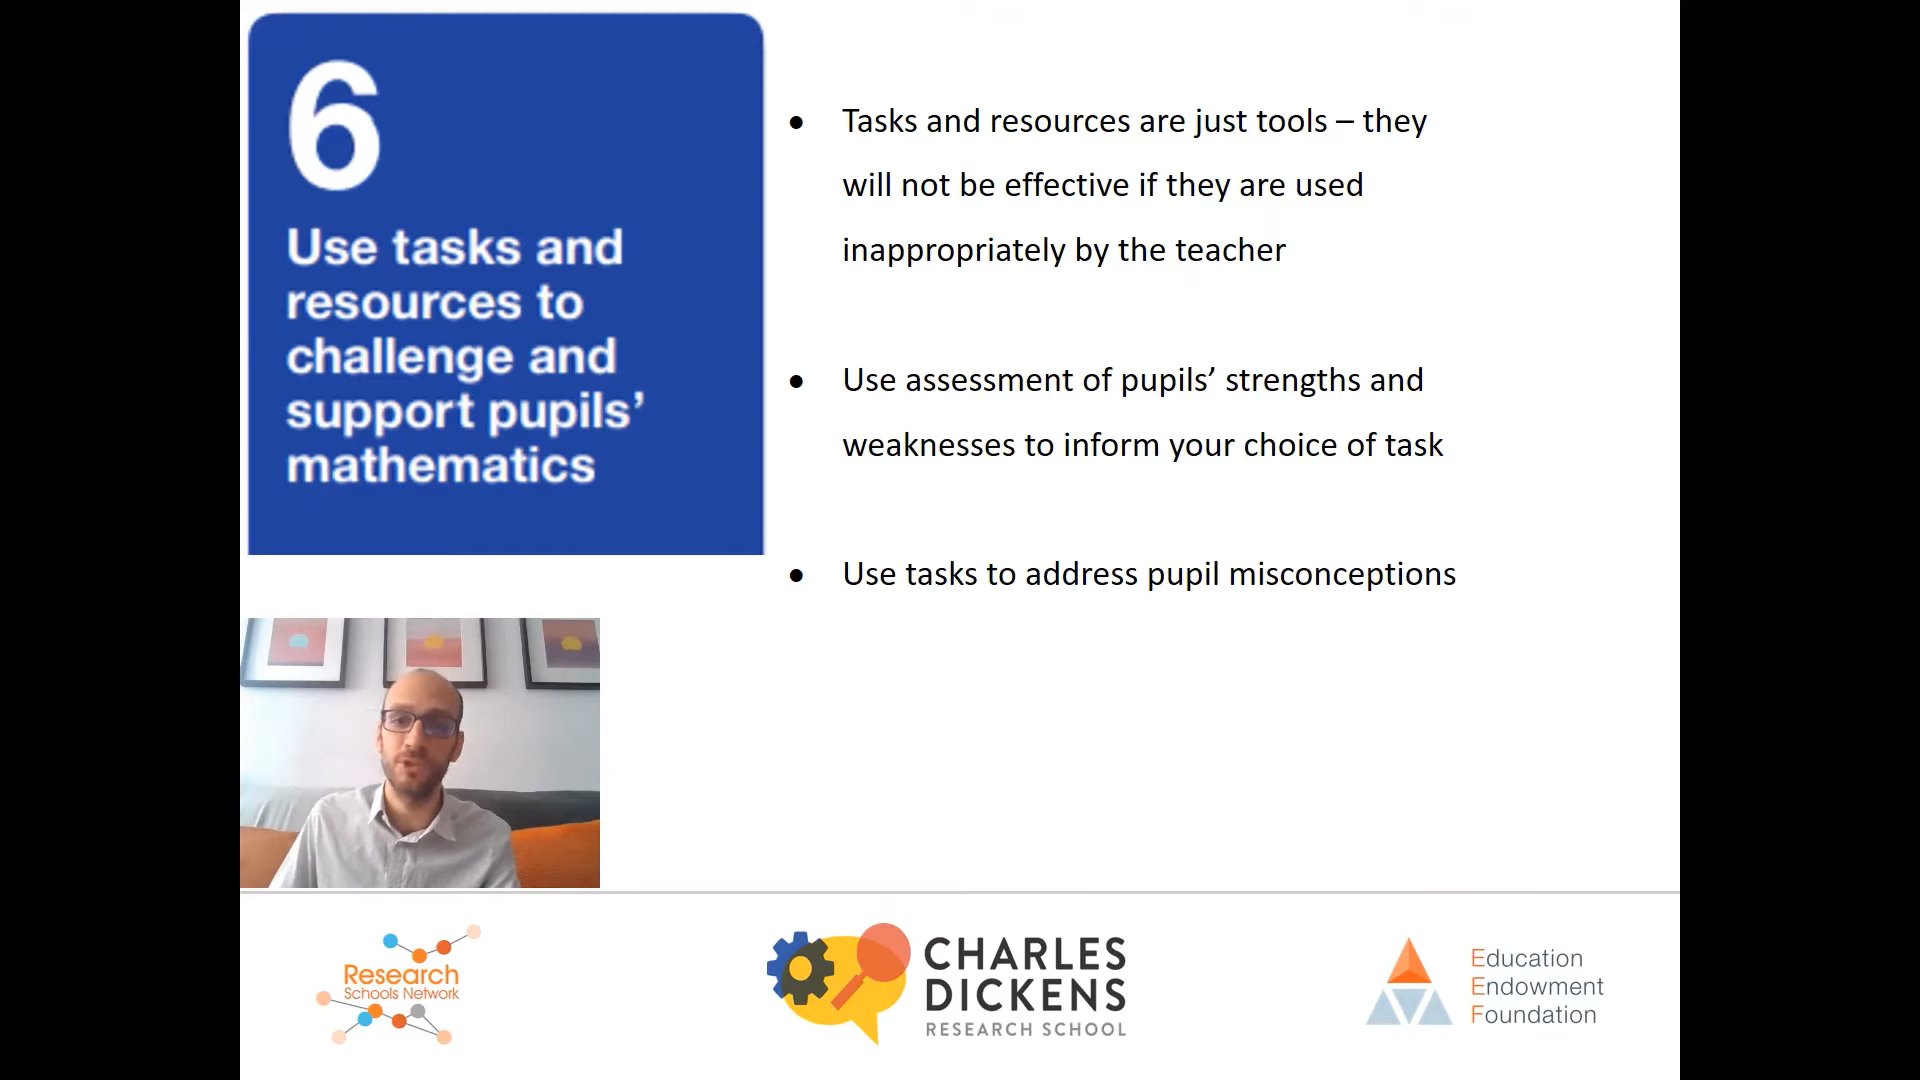 6
Use tasks and
resources to
challenge and
support pupils’
mathematics
● Tasks and resources are just tools – they
will not be effective if they are used
inappropriately by the teacher
● Use assessment of pupils’ strengths and
weaknesses to inform your choice of task
● Use tasks to address pupil misconceptions
Research
Schools Network
CHARLES
DICKENS
RESEARCH SCHOOL
Education
Endowment
Foundation